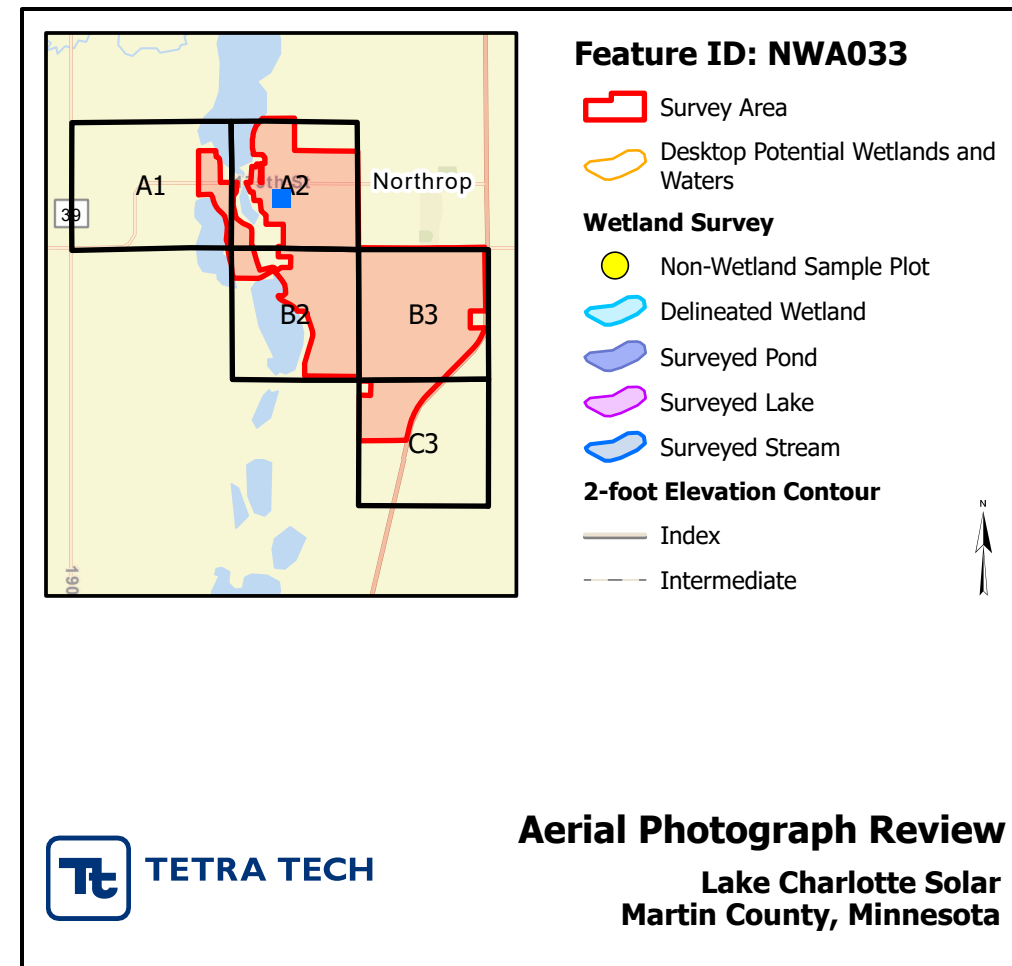 Feature ID: NWA033
Survey Area
Desktop Potential Wetlands and
Waters
Wetland Survey
Non-Wetland Sample Plot
Delineated Wetland
Surveyed Pond
Surveyed Lake
Surveyed Stream
2-foot Elevation Contour
Index
Intermediate
N
A1
A2
Northrop
39
B2
B3
C3
190
Tt TETRA TECH
Aerial Photograph Review
Lake Charlotte Solar
Martin County, Minnesota